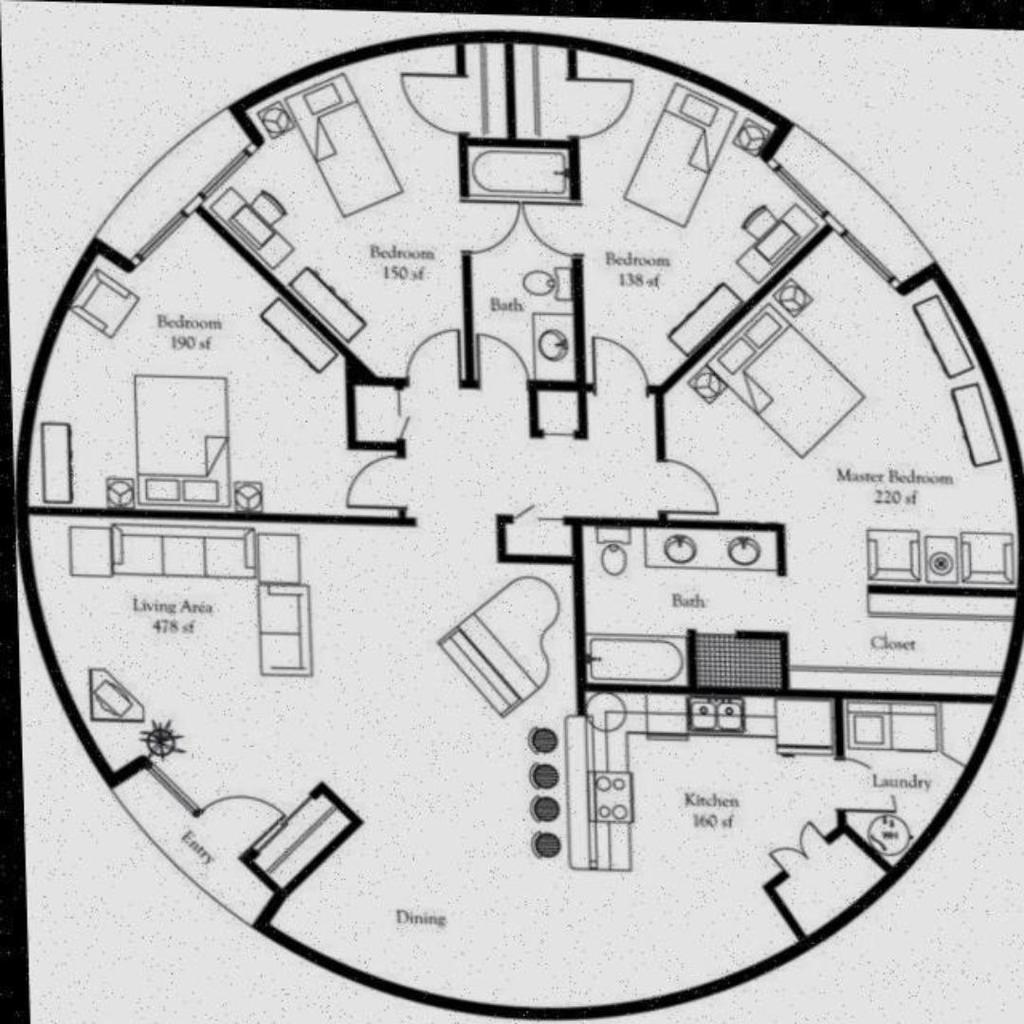 Bedroom
150 sf
Bedroom
138 sf
Bath
Bedroom
190 sf
Master Bedroom
220 sf
Living Area
478 sf
Bath
Closet
Laundry
Kitchen
160 sf
WH
Entry
Dining